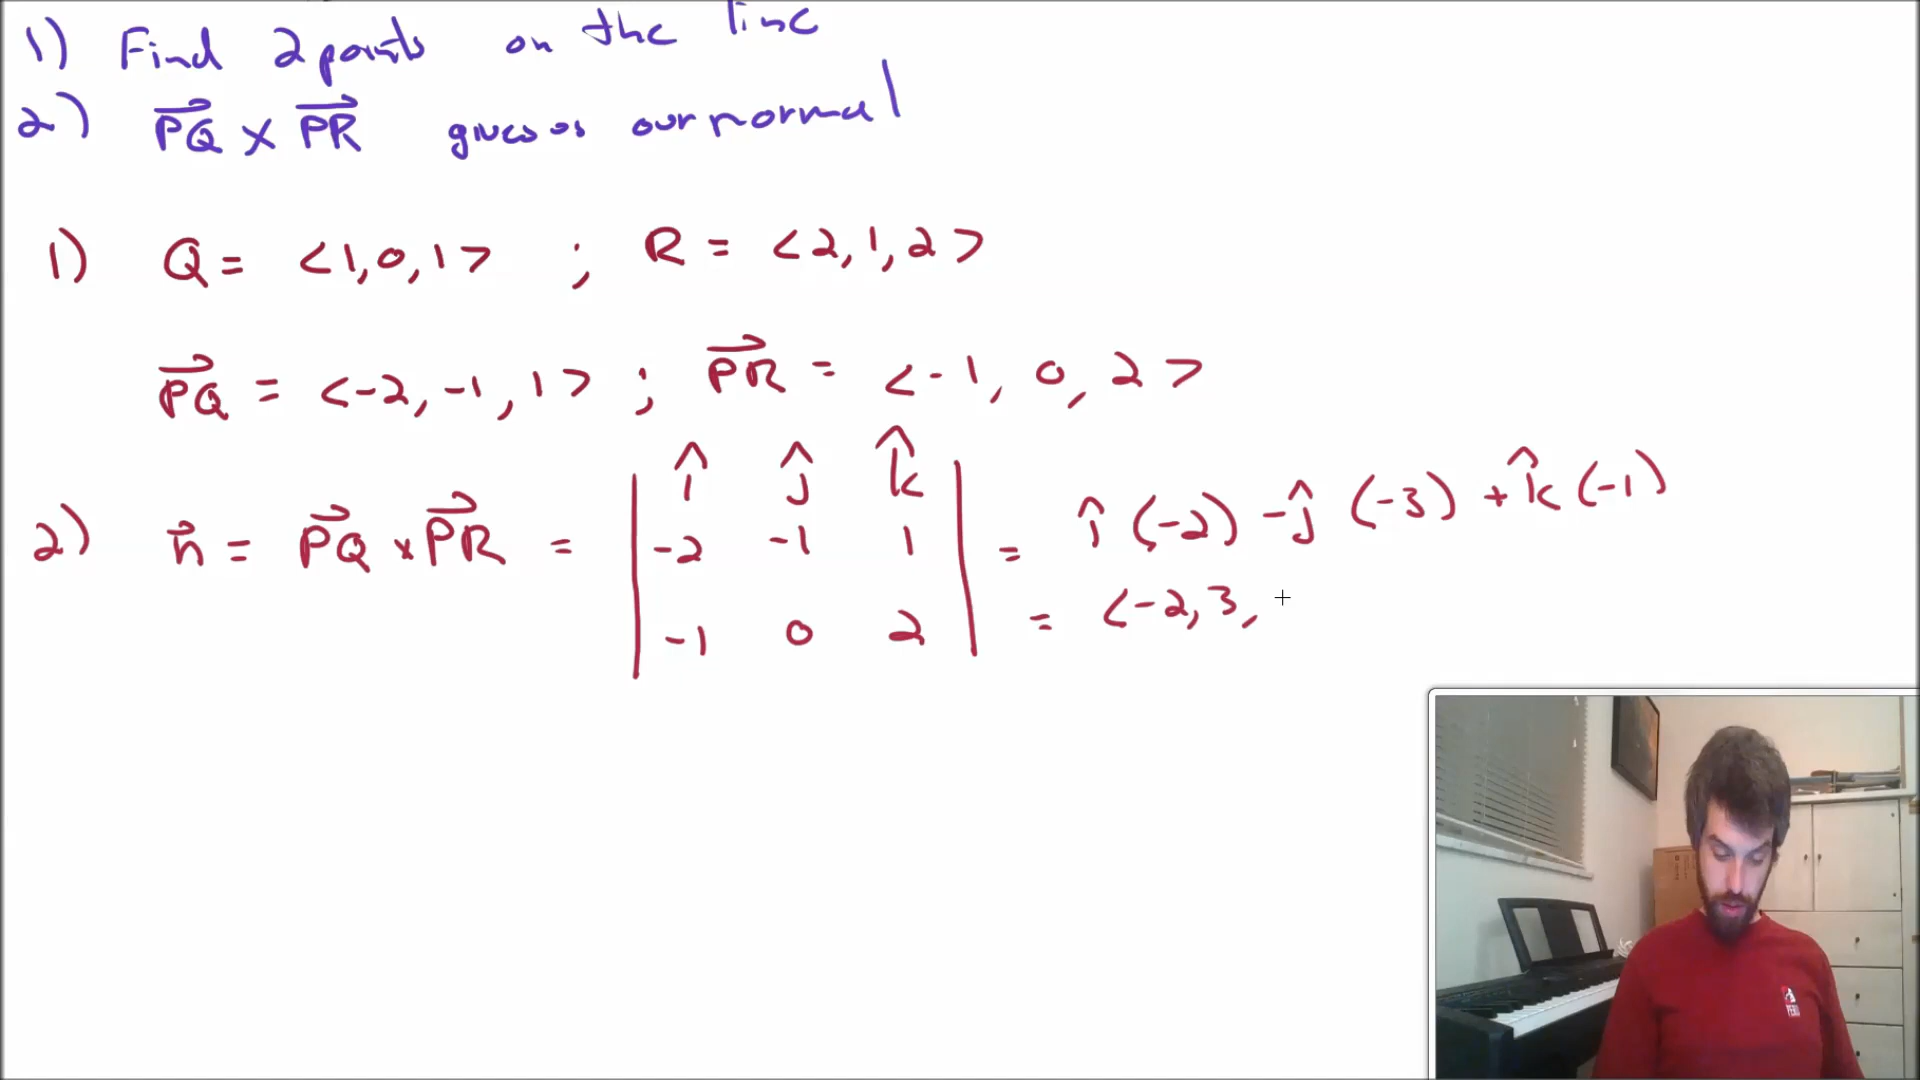 1) Find 2 points on the line
2) PQ × PR gives us our normal
1) Q = <1, 0, 1> ; R = <2, 1, 2>
PQ = <-2, -1, 1> ; PR = <-1, 0, 2>
2) n = PQ × PR = | î ĵ k̂ | = î (-2) - ĵ (-3) + k̂ (-1)
-2 -1 1
-1 0 2
= <-2, 3,